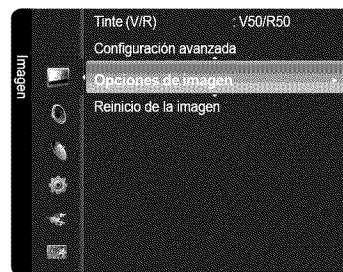 Imagen
Tinte (V/R) : V50/R50
Configuración avanzada
Opciones de imagen
Reinicio de la imagen